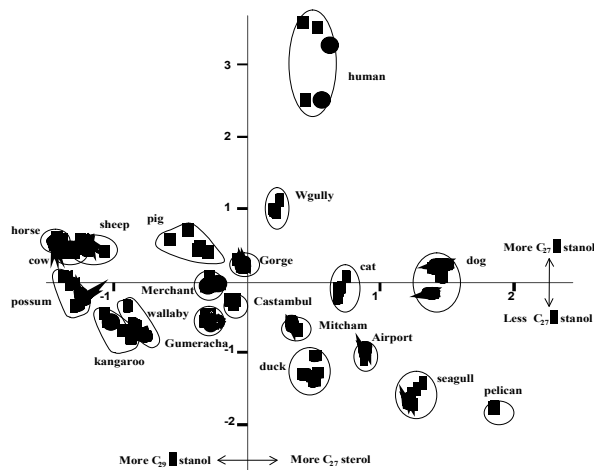 3
human
2
Wgully
1
horse
sheep
pig
cow
Gorge
cat
dog
More C27 stanol
-1
1
2
possum
Merchant
wallaby
Castambul
Less C27 stanol
Gumeracha
Mitcham
Airport
kangaroo
-1
duck
seagull
pelican
-2
More C29 stanol
More C27 sterol